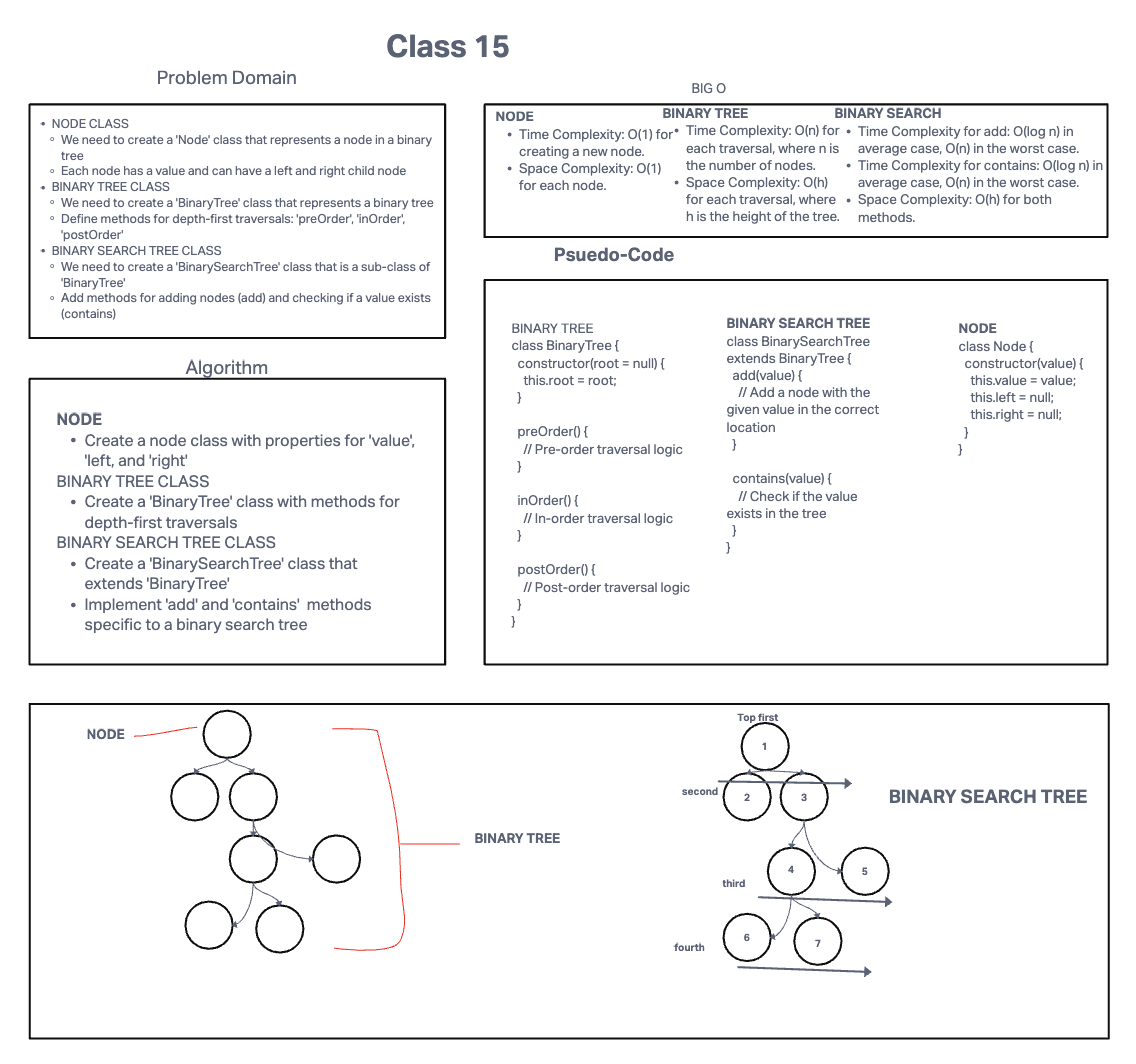 Class 15
Problem Domain
• NODE CLASS
◦ We need to create a 'Node' class that represents a node in a binary
tree
◦ Each node has a value and can have a left and right child node
• BINARY TREE CLASS
◦ We need to create a 'BinaryTree' class that represents a binary tree
◦ Define methods for depth-first traversals: 'preOrder', 'inOrder',
'postOrder'
• BINARY SEARCH TREE CLASS
◦ We need to create a 'BinarySearchTree' class that is a sub-class of
'BinaryTree'
◦ Add methods for adding nodes (add) and checking if a value exists
(contains)
BIG O
NODE
• Time Complexity: O(1) for
creating a new node.
• Space Complexity: O(1)
for each node.
BINARY TREE
• Time Complexity: O(n) for
each traversal, where n is
the number of nodes.
• Space Complexity: O(h)
for each traversal, where
h is the height of the tree.
BINARY SEARCH
• Time Complexity for add: O(log n) in
average case, O(n) in the worst case.
• Time Complexity for contains: O(log n) in
average case, O(n) in the worst case.
• Space Complexity: O(h) for both
methods.
Algorithm
NODE
• Create a node class with properties for 'value',
'left, and 'right'
BINARY TREE CLASS
• Create a 'BinaryTree' class with methods for
depth-first traversals
BINARY SEARCH TREE CLASS
• Create a 'BinarySearchTree' class that
extends 'BinaryTree'
• Implement 'add' and 'contains'  methods
specific to a binary search tree
Psuedo-Code
BINARY TREE
class BinaryTree {
constructor(root = null) {
this.root = root;
}
preOrder() {
// Pre-order traversal logic
}
inOrder() {
// In-order traversal logic
}
postOrder() {
// Post-order traversal logic
}
}
BINARY SEARCH TREE
class BinarySearchTree
extends BinaryTree {
add(value) {
// Add a node with the
given value in the correct
location
}
contains(value) {
// Check if the value
exists in the tree
}
}
NODE
class Node {
constructor(value) {
this.value = value;
this.left = null;
this.right = null;
}
}
NODE
BINARY TREE
Top first
1
second
2
3
BINARY SEARCH TREE
4
5
third
6
7
fourth